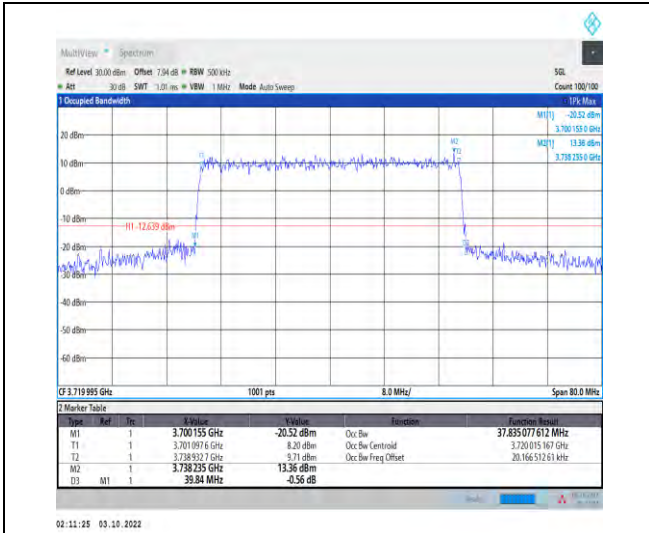 MultiView Spectrum
Ref Level 30.00 dBm Offset 7.94 dB RBW 500 kHz SGL
Att 30 dB SWT 1.01 ms VBW 1 MHz Mode Auto Sweep Count 100/100
1 Occupied Bandwidth 1Pk Max
M1[1] -20.52 dBm
3.700 155 0 GHz
M2[1] 13.36 dBm
3.738 235 0 GHz
20 dBm
M2
T2
10 dBm
0 dBm
-10 dBm
H1 -12.639 dBm
M1
-20 dBm
-30 dBm
-40 dBm
-50 dBm
-60 dBm
CF 3.719 995 GHz 1001 pts 8.0 MHz/ Span 80.0 MHz
2 Marker Table
Type Ref Trc X-Value Y-Value Function Function Result
M1 1 3.700 155 GHz -20.52 dBm Occ Bw 37.835 077 612 MHz
T1 1 3.701 097 6 GHz 8.20 dBm Occ Bw Centroid 3.720 015 167 GHz
T2 1 3.738 932 7 GHz 9.71 dBm Occ Bw Freq Offset 20.166 512 61 kHz
M2 1 3.738 235 GHz 13.36 dBm
D3 M1 1 39.84 MHz -0.56 dB
02:11:25 03.10.2022